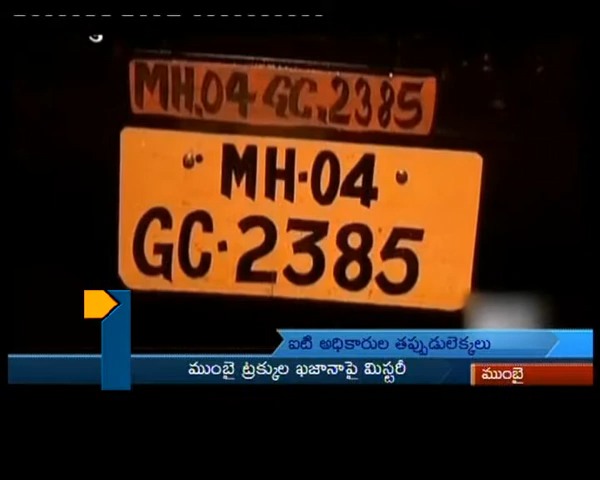 MH.04 GC.2385
MH·04
GC·2385
ఐటీ అధికారుల తప్పుడులెక్కలు
ముంబై ట్రక్కుల ఖజానాపై మిస్టరీ
ముంబై